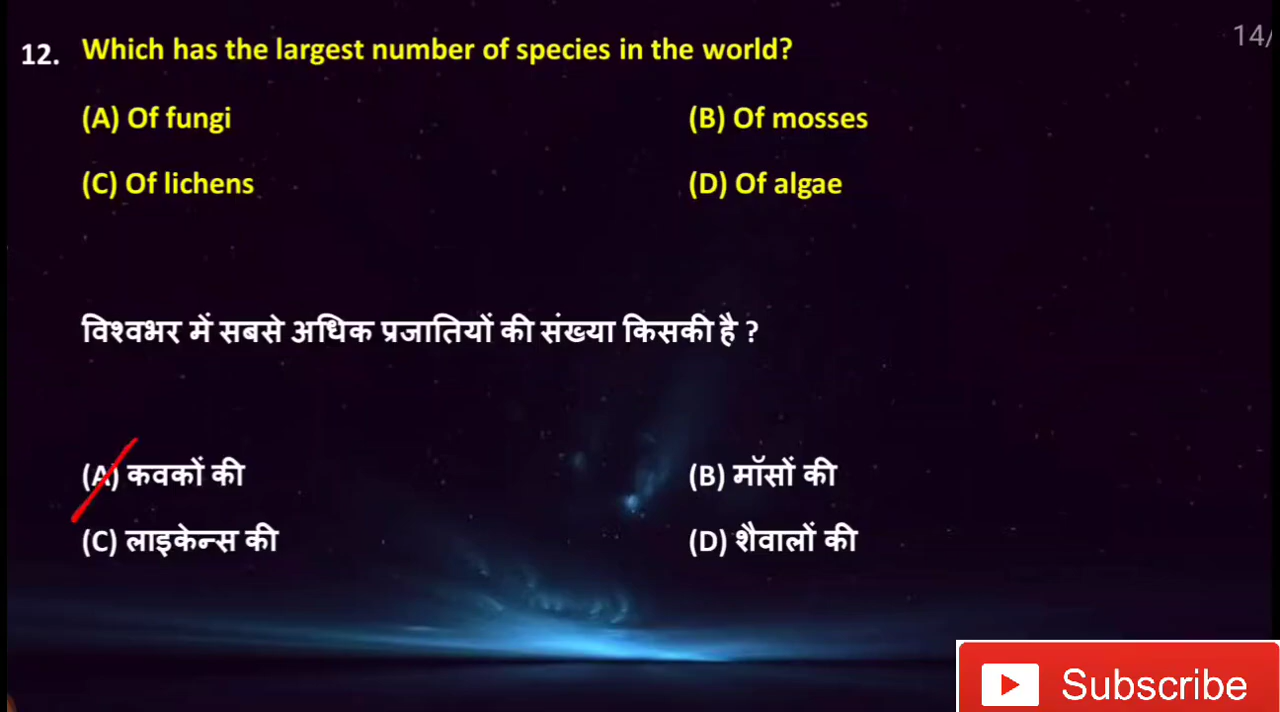 14/
12. Which has the largest number of species in the world?
(A) Of fungi (B) Of mosses
(C) Of lichens (D) Of algae
विश्वभर में सबसे अधिक प्रजातियों की संख्या किसकी है ?
(A) कवकों की (B) मॉसों की
(C) लाइकेन्स की (D) शैवालों की
Subscribe